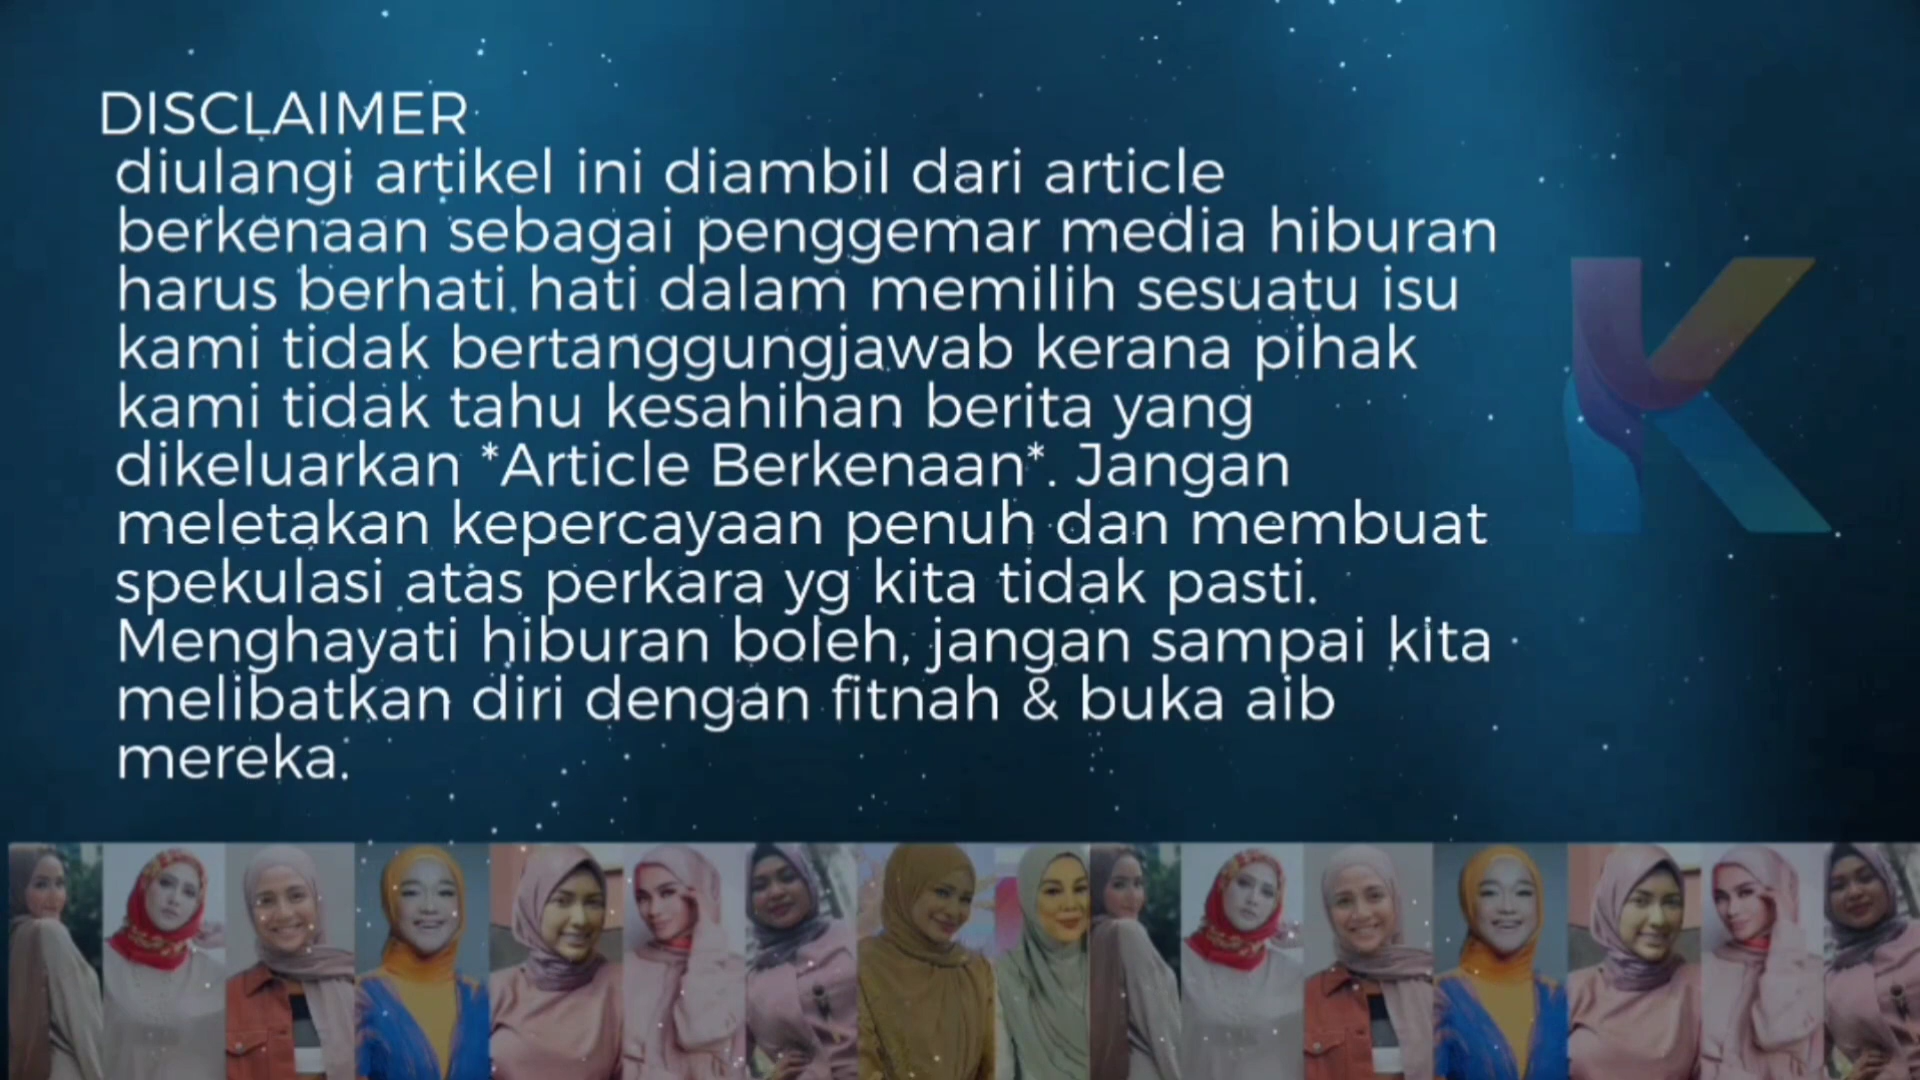 DISCLAIMER
diulangi artikel ini diambil dari article
berkenaan sebagai penggemar media hiburan
harus berhati hati dalam memilih sesuatu isu
kami tidak bertanggungjawab kerana pihak
kami tidak tahu kesahihan berita yang
dikeluarkan *Article Berkenaan*. Jangan
meletakan kepercayaan penuh dan membuat
spekulasi atas perkara yg kita tidak pasti.
Menghayati hiburan boleh, jangan sampai kita
melibatkan diri dengan fitnah & buka aib
mereka.
K